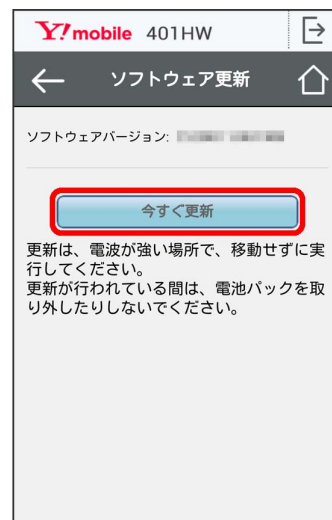 Y!mobile 401HW
ソフトウェア更新
ソフトウェアバージョン:
今すぐ更新
更新は、電波が強い場所で、移動せずに実
行してください。
更新が行われている間は、電池パックを取
り外したりしないでください。